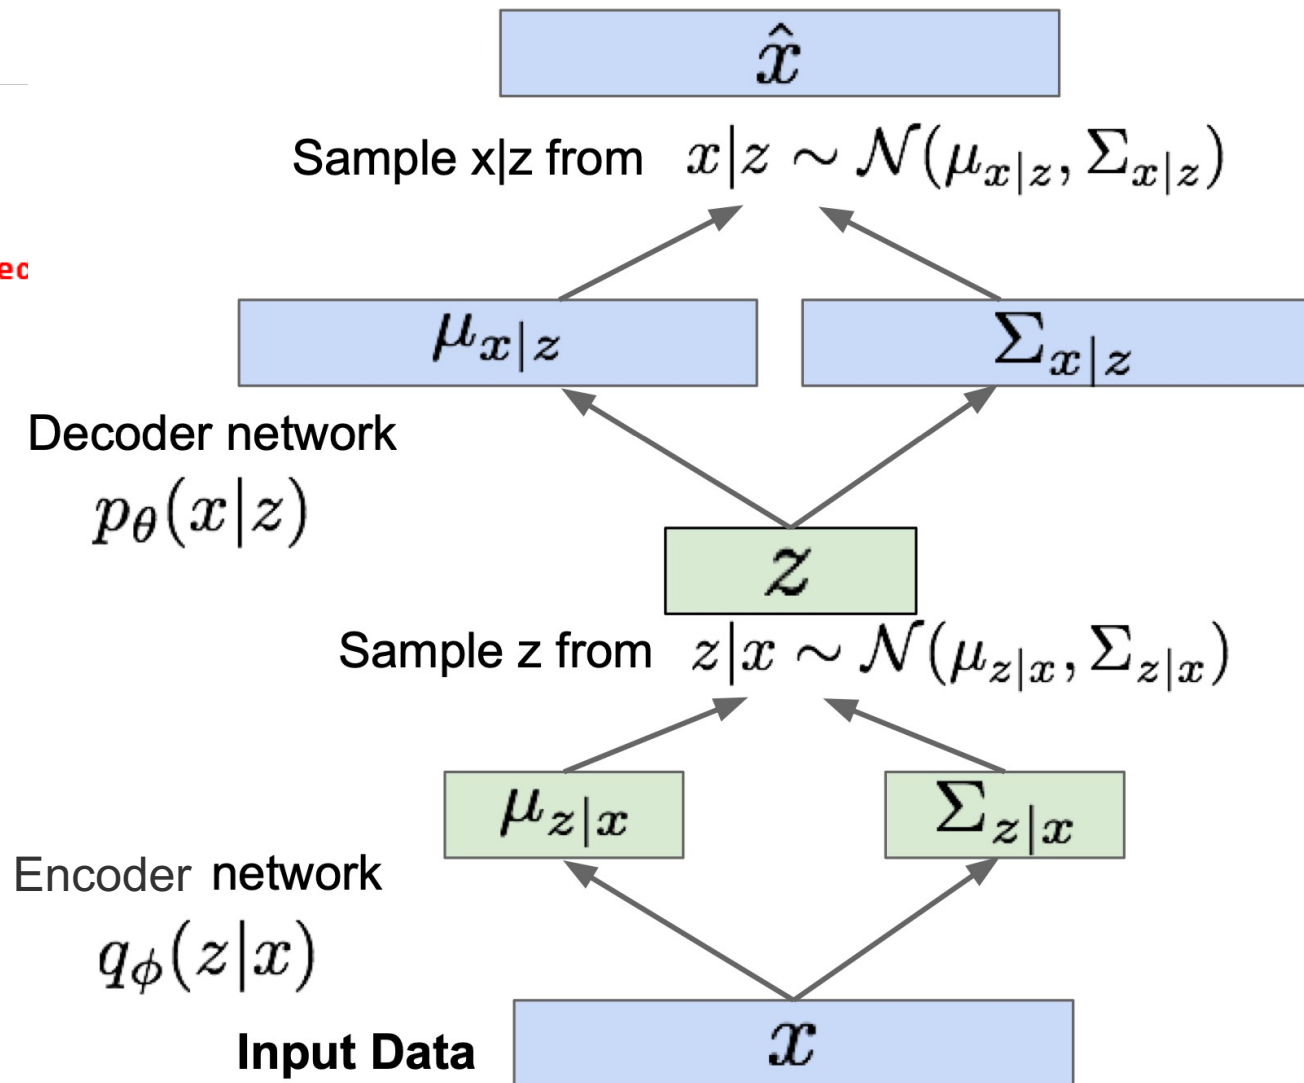 x̂
Sample x|z from x|z ∼ 𝒩(μ_{x|z}, Σ_{x|z})
ec
μ_{x|z} Σ_{x|z}
Decoder network
p_θ(x|z)
z
Sample z from z|x ∼ 𝒩(μ_{z|x}, Σ_{z|x})
μ_{z|x} Σ_{z|x}
Encoder network
q_ϕ(z|x)
Input Data x